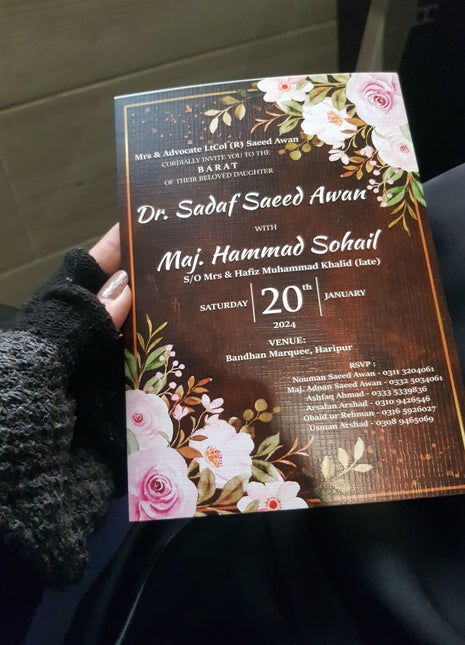 Mrs & Advocate LtCol (R) Saeed Awan
CORDIALLY INVITE YOU TO THE
BARAT
OF THEIR BELOVED DAUGHTER
Dr. Sadaf Saeed Awan
WITH
Maj. Hammad Sohail
S/O Mrs & Hafiz Muhammad Khalid (late)
SATURDAY 20th JANUARY
2024
VENUE:
Bandhan Marquee, Haripur
RSVP :
Nouman Saeed Awan - 0311 3204061
Maj. Adnan Saeed Awan - 0332 5034061
Ashfaq Ahmad - 0333 5339836
Arsalan Arshad - 0310 9426546
Obaid ur Rehman - 0316 5926027
Usman Arshad - 0308 9465069